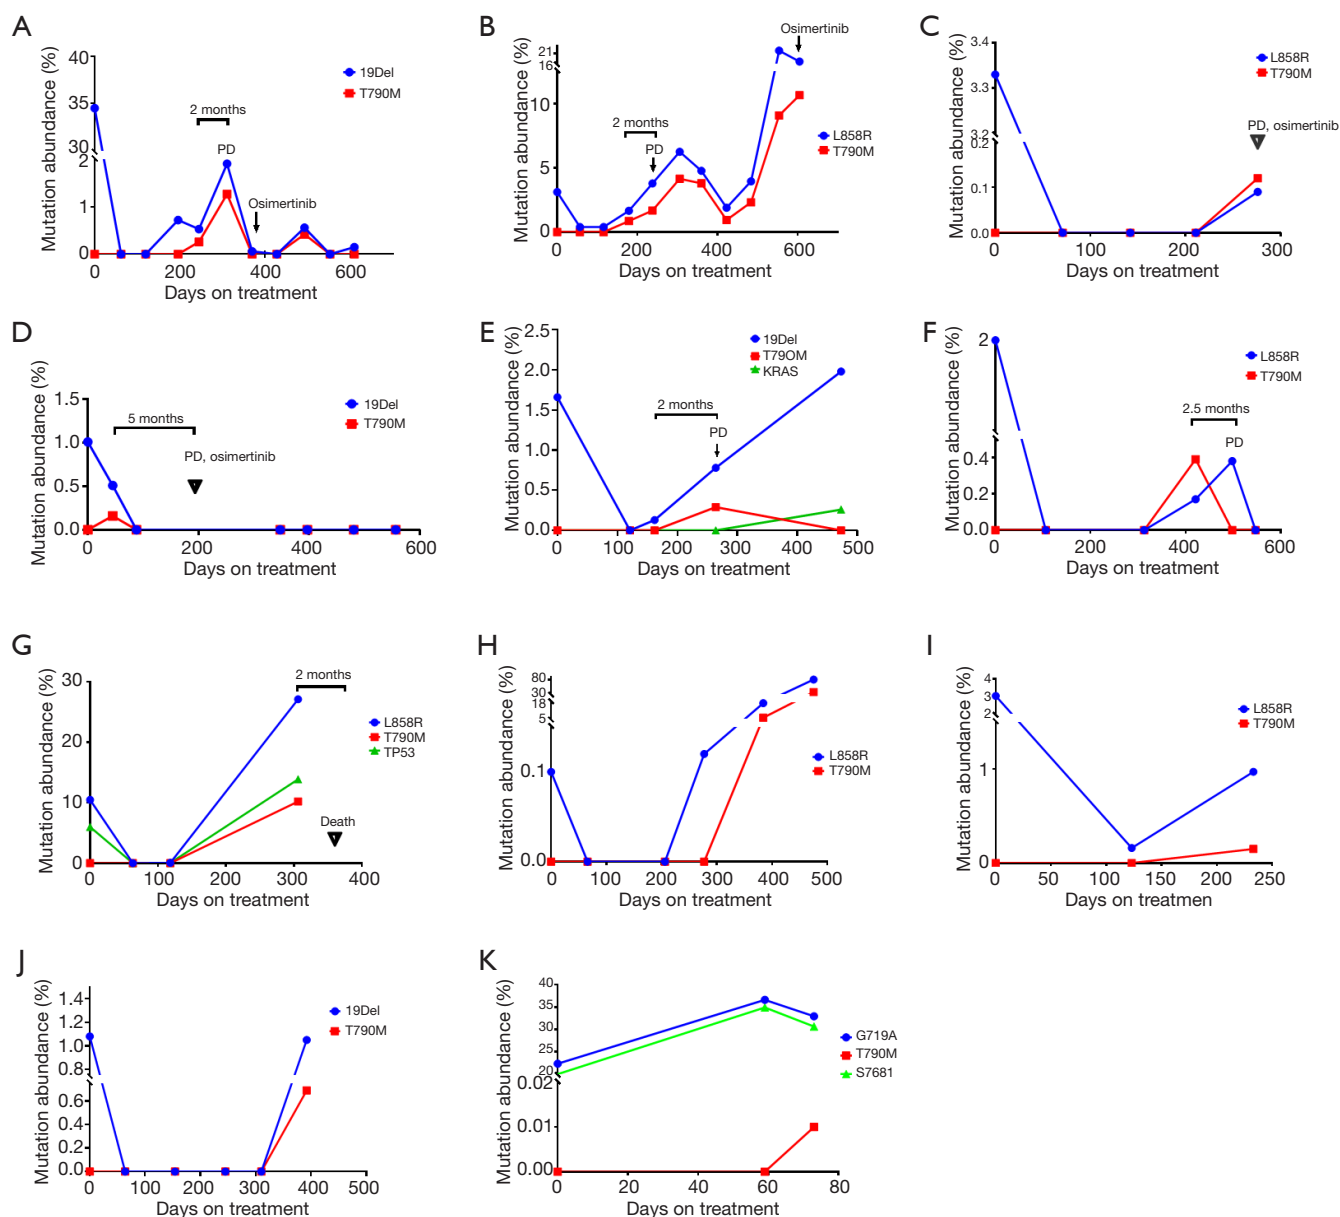 A
Mutation abundance (%)
40
35
30
2
1
0
2 months
PD
Osimertinib
19Del
T790M
0 200 400 600
Days on treatment
B
Mutation abundance (%)
21
16
10
5
0
2 months
PD
Osimertinib
L858R
T790M
0 200 400 600
Days on treatment
C
Mutation abundance (%)
3.4
3.3
3.2
0.2
0.1
0.0
L858R
T790M
PD, osimertinib
0 100 200 300
Days on treatment
D
Mutation abundance (%)
1.5
1.0
0.5
0.0
5 months
PD, osimertinib
19Del
T790M
0 200 400 600
Days on treatment
E
Mutation abundance (%)
2.5
2.0
1.5
1.0
0.5
0.0
2 months
PD
19Del
T79OM
KRAS
0 100 200 300 400 500
Days on treatment
F
Mutation abundance (%)
2
0.4
0.2
0.0
2.5 months
PD
L858R
T790M
0 200 400 600
Days on treatment
G
Mutation abundance (%)
30
20
10
0
2 months
L858R
T790M
TP53
Death
0 100 200 300 400
Days on treatment
H
Mutation abundance (%)
80
30
18
5
0.1
0.0
L858R
T790M
0 100 200 300 400 500
Days on treatmen
I
Mutation abundance (%)
4
3
2
1
0
L858R
T790M
0 50 100 150 200 250
Days on treatmen
J
Mutation abundance (%)
1.4
1.2
1.0
0.8
0.6
0.4
0.2
0.0
19Del
T790M
0 100 200 300 400 500
Days on treatment
K
Mutation abundance (%)
40
35
30
25
20
0.02
0.01
0.00
G719A
T790M
S7681
0 20 40 60 80
Days on treatment